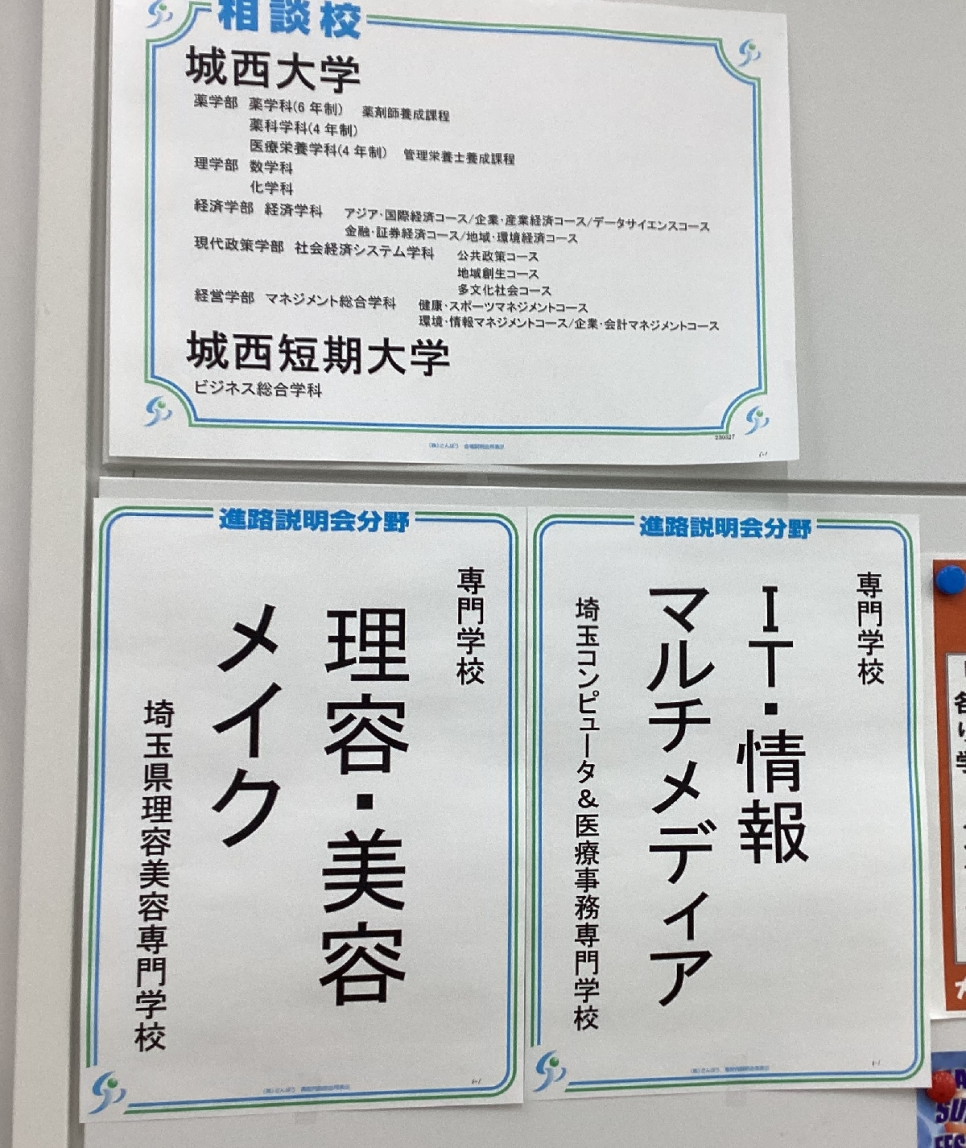 相談校
城西大学
薬学部 薬学科(6年制) 薬剤師養成課程
薬科学科(4年制)
医療栄養学科(4年制) 管理栄養士養成課程
理学部 数学科
化学科
経済学部 経済学科 アジア・国際経済コース/企業・産業経済コース/データサイエンスコース
金融・証券経済コース/地域・環境経済コース
現代政策学部 社会経済システム学科 公共政策コース
地域創生コース
多文化社会コース
経営学部 マネジメント総合学科 健康・スポーツマネジメントコース
環境・情報マネジメントコース/企業・会計マネジメントコース
城西短期大学
ビジネス総合学科
進路説明会分野
専門学校
理容・美容
メイク
埼玉県理容美容専門学校
進路説明会分野
専門学校
IT・情報
マルチメディア
埼玉コンピュータ&医療事務専門学校